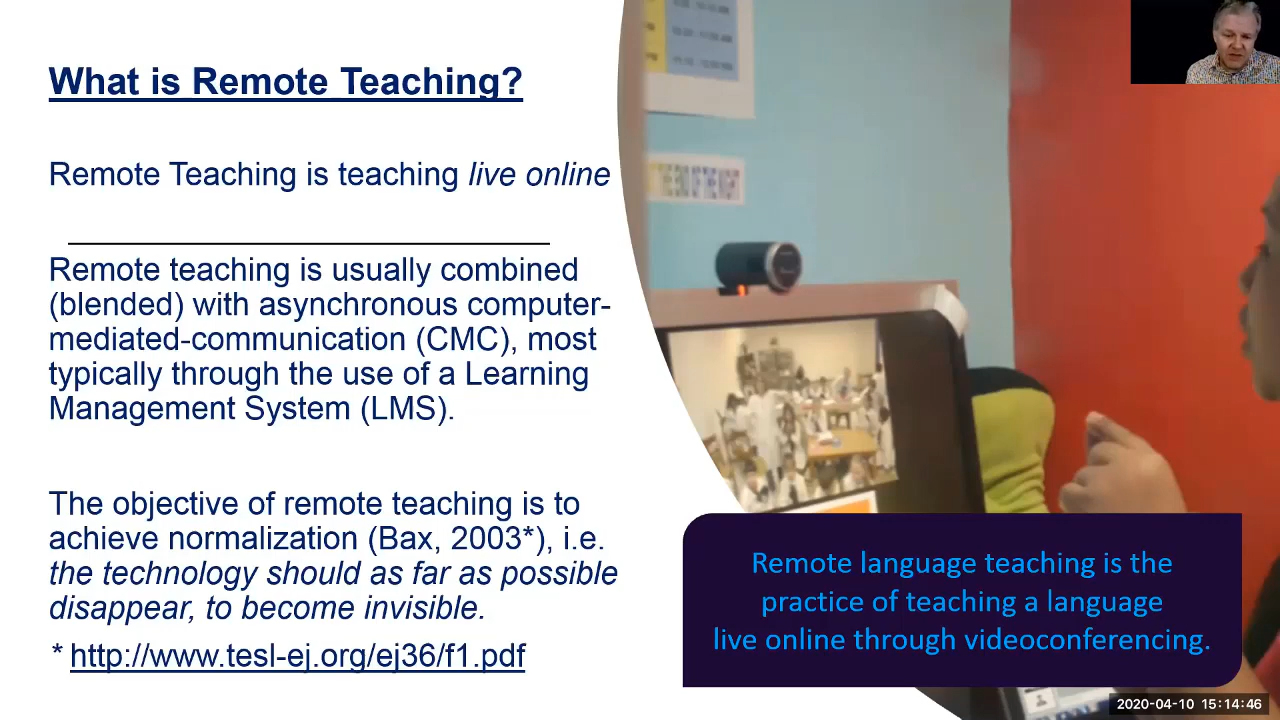 What is Remote Teaching?
Remote Teaching is teaching live online
Remote teaching is usually combined
(blended) with asynchronous computer-
mediated-communication (CMC), most
typically through the use of a Learning
Management System (LMS).
The objective of remote teaching is to
achieve normalization (Bax, 2003*), i.e.
the technology should as far as possible
disappear, to become invisible.
* http://www.tesl-ej.org/ej36/f1.pdf
Remote language teaching is the
practice of teaching a language
live online through videoconferencing.
2020-04-10 15:14:46